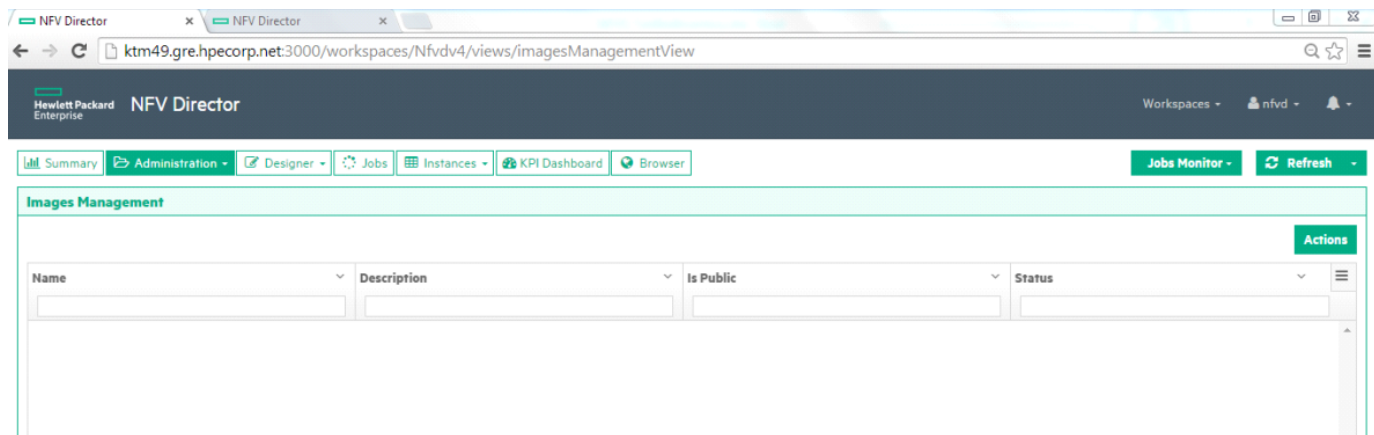 NFV Director NFV Director
ktm49.gre.hpecorp.net:3000/workspaces/Nfvdv4/views/imagesManagementView
Hewlett Packard
Enterprise
NFV Director
Workspaces nfvd
Summary Administration Designer Jobs Instances KPI Dashboard Browser Jobs Monitor Refresh
Images Management
Actions
Name Description Is Public Status